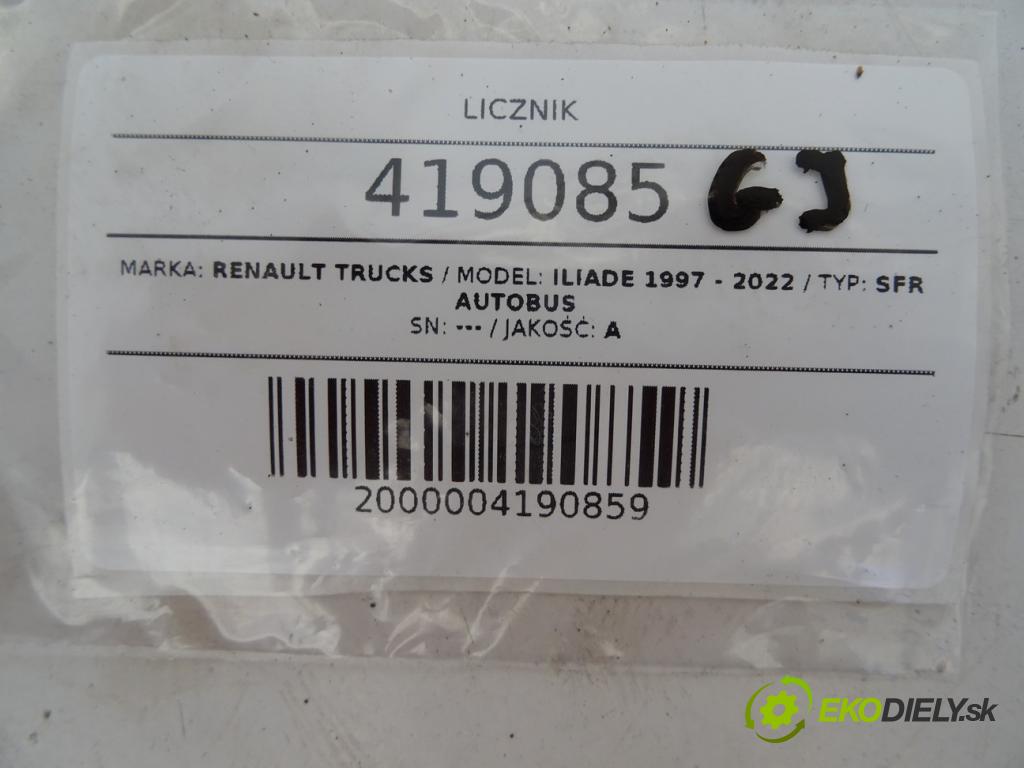 LICZNIK
419085 GJ
MARKA: RENAULT TRUCKS / MODEL: ILIADE 1997 - 2022 / TYP: SFR
AUTOBUS
SN: --- / JAKOŚĆ: A
2000004190859
EKODIELY.sk